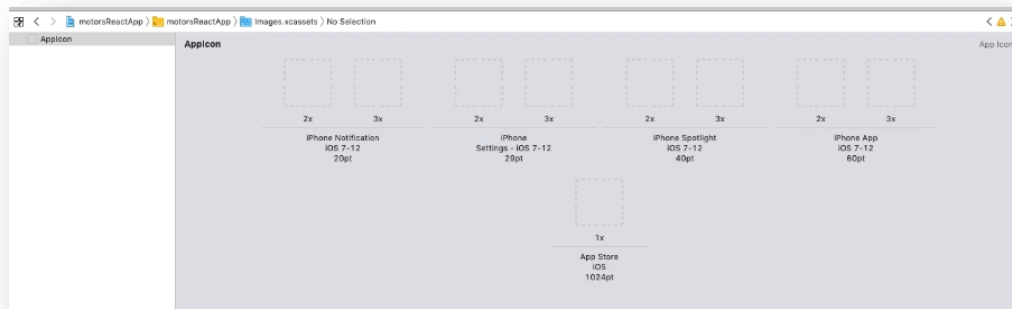 motorsReactApp motorsReactApp Images.xcassets No Selection
AppIcon
AppIcon
App Icon
2x 3x 2x 3x 2x 3x 2x 3x
iPhone Notification
iOS 7-12
20pt
iPhone
Settings - iOS 7-12
29pt
iPhone Spotlight
iOS 7-12
40pt
iPhone App
iOS 7-12
60pt
1x
App Store
iOS
1024pt